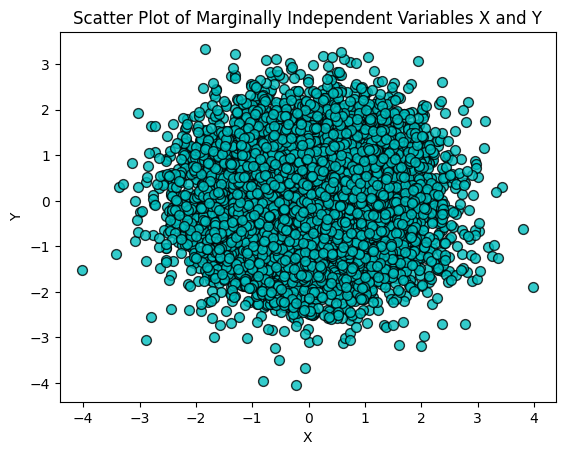 Scatter Plot of Marginally Independent Variables X and Y
3
2
1
0
−1
−2
−3
−4
Y
−4 −3 −2 −1 0 1 2 3 4
X